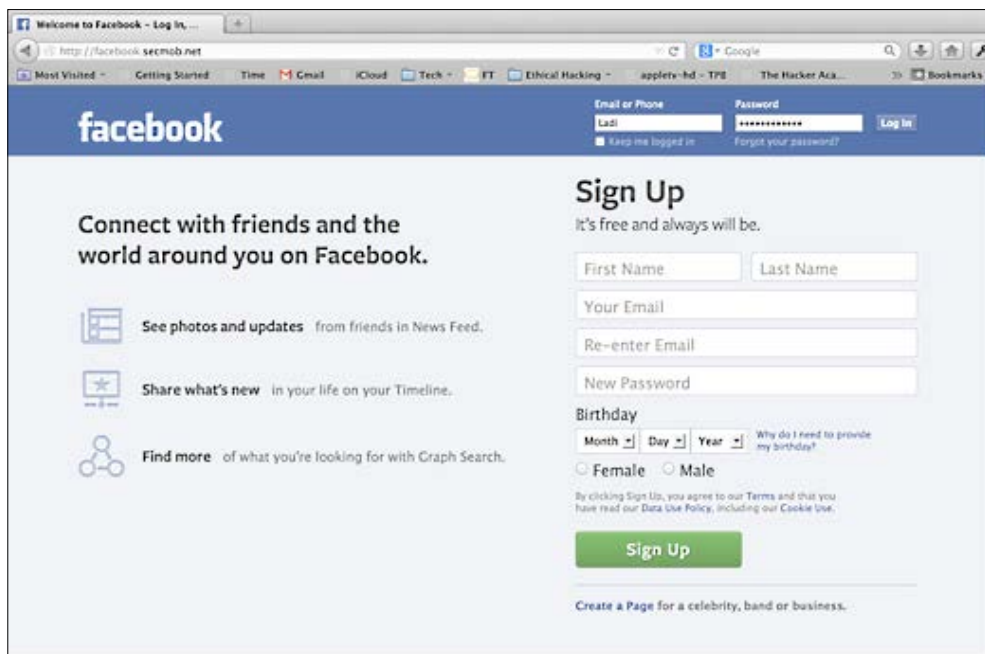 Welcome to Facebook - Log In, ...
http://facebook.secmob.net
Google
Most Visited
Getting Started
Time
Gmail
iCloud
Tech
FT
Ethical Hacking
appletv-hd - TPB
The Hacker Aca...
Bookmarks
facebook
Email or Phone
Password
Ladi
••••••••••••
Log In
Keep me logged in
Forgot your password?
Connect with friends and the
world around you on Facebook.
See photos and updates from friends in News Feed.
Share what's new in your life on your Timeline.
Find more of what you're looking for with Graph Search.
Sign Up
It's free and always will be.
First Name
Last Name
Your Email
Re-enter Email
New Password
Birthday
Month
Day
Year
Why do I need to provide
my birthday?
Female
Male
By clicking Sign Up, you agree to our Terms and that you
have read our Data Use Policy, including our Cookie Use.
Sign Up
Create a Page for a celebrity, band or business.